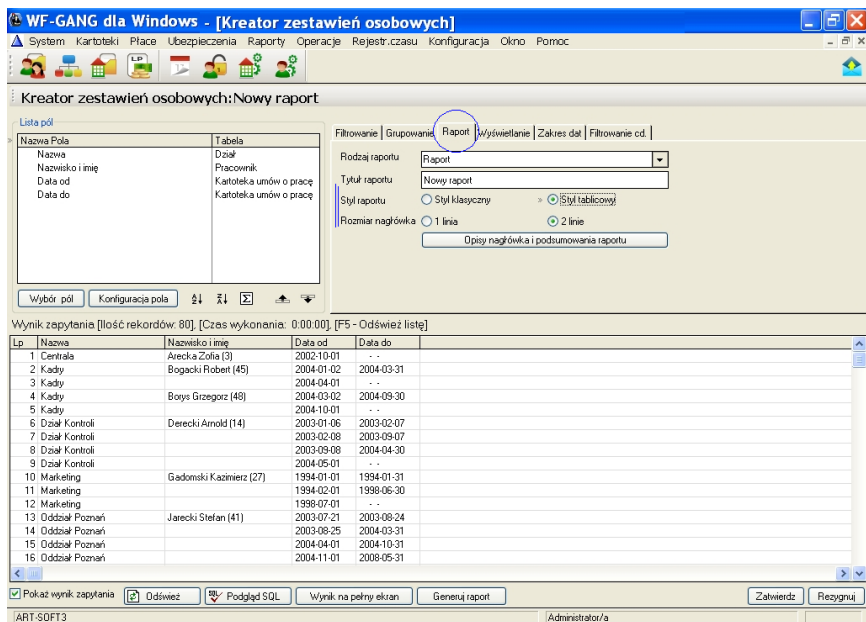 WF-GANG dla Windows - [Kreator zestawień osobowych]
System Kartoteki Płace Ubezpieczenia Raporty Operacje Rejestr.czasu Konfiguracja Okno Pomoc
Kreator zestawień osobowych:Nowy raport
Lista pól
Nazwa Pola Tabela
Nazwa Dział
Nazwisko i imię Pracownik
Data od Kartoteka umów o pracę
Data do Kartoteka umów o pracę
Wybór pól Konfiguracja pola
Filtrowanie Grupowanie Raport Wyświetlanie Zakres dat Filtrowanie cd.
Rodzaj raportu Raport
Tytuł raportu Nowy raport
Styl raportu Styl klasyczny » Styl tablicowy
Rozmiar nagłówka 1 linia 2 linie
Opisy nagłówka i podsumowania raportu
Wynik zapytania [Ilość rekordów: 80], [Czas wykonania: 0:00:00], [F5 - Odśwież listę]
Lp Nazwa Nazwisko i imię Data od Data do
1 Centrala Arecka Zofia (3) 2002-10-01 - -
2 Kadry Bogacki Robert (45) 2004-01-02 2004-03-31
3 Kadry 2004-04-01 - -
4 Kadry Borys Grzegorz (48) 2004-03-02 2004-09-30
5 Kadry 2004-10-01 - -
6 Dział Kontroli Derecki Arnold (14) 2003-01-06 2003-02-07
7 Dział Kontroli 2003-02-08 2003-09-07
8 Dział Kontroli 2003-09-08 2004-04-30
9 Dział Kontroli 2004-05-01 - -
10 Marketing Gadomski Kazimierz (27) 1994-01-01 1994-01-31
11 Marketing 1994-02-01 1998-06-30
12 Marketing 1998-07-01 - -
13 Oddział Poznań Jarecki Stefan (41) 2003-07-21 2003-08-24
14 Oddział Poznań 2003-08-25 2004-03-31
15 Oddział Poznań 2004-04-01 2004-10-31
16 Oddział Poznań 2004-11-01 2008-05-31
Pokaż wynik zapytania Odśwież SQL Podgląd SQL Wynik na pełny ekran Generuj raport Zatwierdz Rezygnuj
ART-SOFT3 Administrator/a